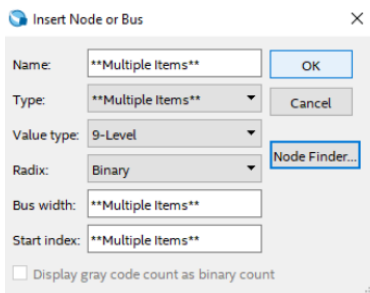 Insert Node or Bus
Name: **Multiple Items** OK
Type: **Multiple Items** Cancel
Value type: 9-Level
Node Finder...
Radix: Binary
Bus width: **Multiple Items**
Start index: **Multiple Items**
Display gray code count as binary count